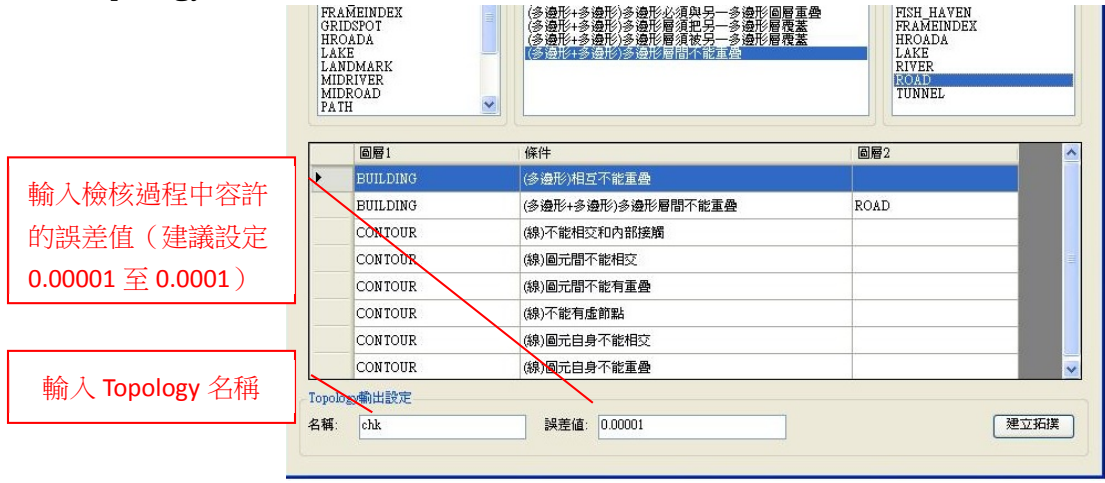 FRAMEINDEX
GRIDSPOT
HROADA
LAKE
LANDMARK
MIDRIVER
MIDROAD
PATH
(多邊形+多邊形)多邊形必須與另一多邊形圖層重疊
(多邊形+多邊形)多邊形層須把另一多邊形層覆蓋
(多邊形+多邊形)多邊形層須被另一多邊形層覆蓋
(多邊形+多邊形)多邊形層間不能重疊
FISH_HAVEN
FRAMEINDEX
HROADA
LAKE
RIVER
ROAD
TUNNEL
輸入檢核過程中容許
的誤差值（建議設定
0.00001 至 0.0001）
輸入 Topology 名稱
圖層1 條件 圖層2
BUILDING (多邊形)相互不能重疊
BUILDING (多邊形+多邊形)多邊形層間不能重疊 ROAD
CONTOUR (線)不能相交和內部接觸
CONTOUR (線)圖元間不能相交
CONTOUR (線)圖元間不能有重疊
CONTOUR (線)不能有虛節點
CONTOUR (線)圖元自身不能相交
CONTOUR (線)圖元自身不能重疊
Topology輸出設定
名稱: chk 誤差值: 0.00001 建立拓撲